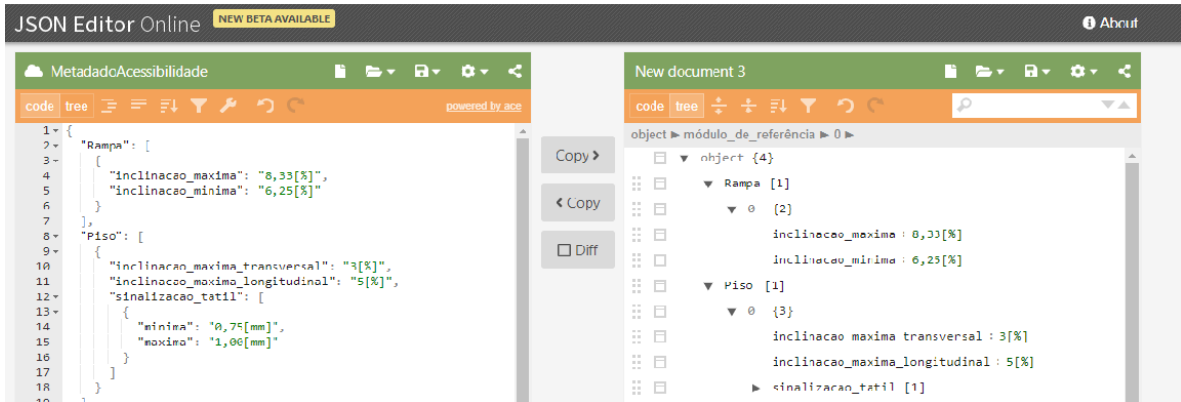 JSON Editor Online NEW BETA AVAILABLE About
MetadadoAcessibilidade
code tree powered by ace
1 {
2 "Rampa": [
3 {
4 "inclinacao_maxima": "8,33[%]",
5 "inclinacao_minima": "6,25[%]"
6 }
7 ],
8 "Piso": [
9 {
10 "inclinacao_maxima_transversal": "3[%]",
11 "inclinacao_maxima_longitudinal": "5[%]",
12 "sinalizacao_tatil": [
13 {
14 "minima": "0,75[mm]",
15 "maxima": "1,00[mm]"
16 }
17 ]
18 }
Copy >
< Copy
Diff
New document 3
code tree
object ► módulo_de_referência ► 0 ►
object {4}
Rampa [1]
0 {2}
inclinacao_maxima : 8,33[%]
inclinacao_minima : 6,25[%]
Piso [1]
0 {3}
inclinacao_maxima_transversal : 3[%]
inclinacao_maxima_longitudinal : 5[%]
sinalizacao_tatil [1]